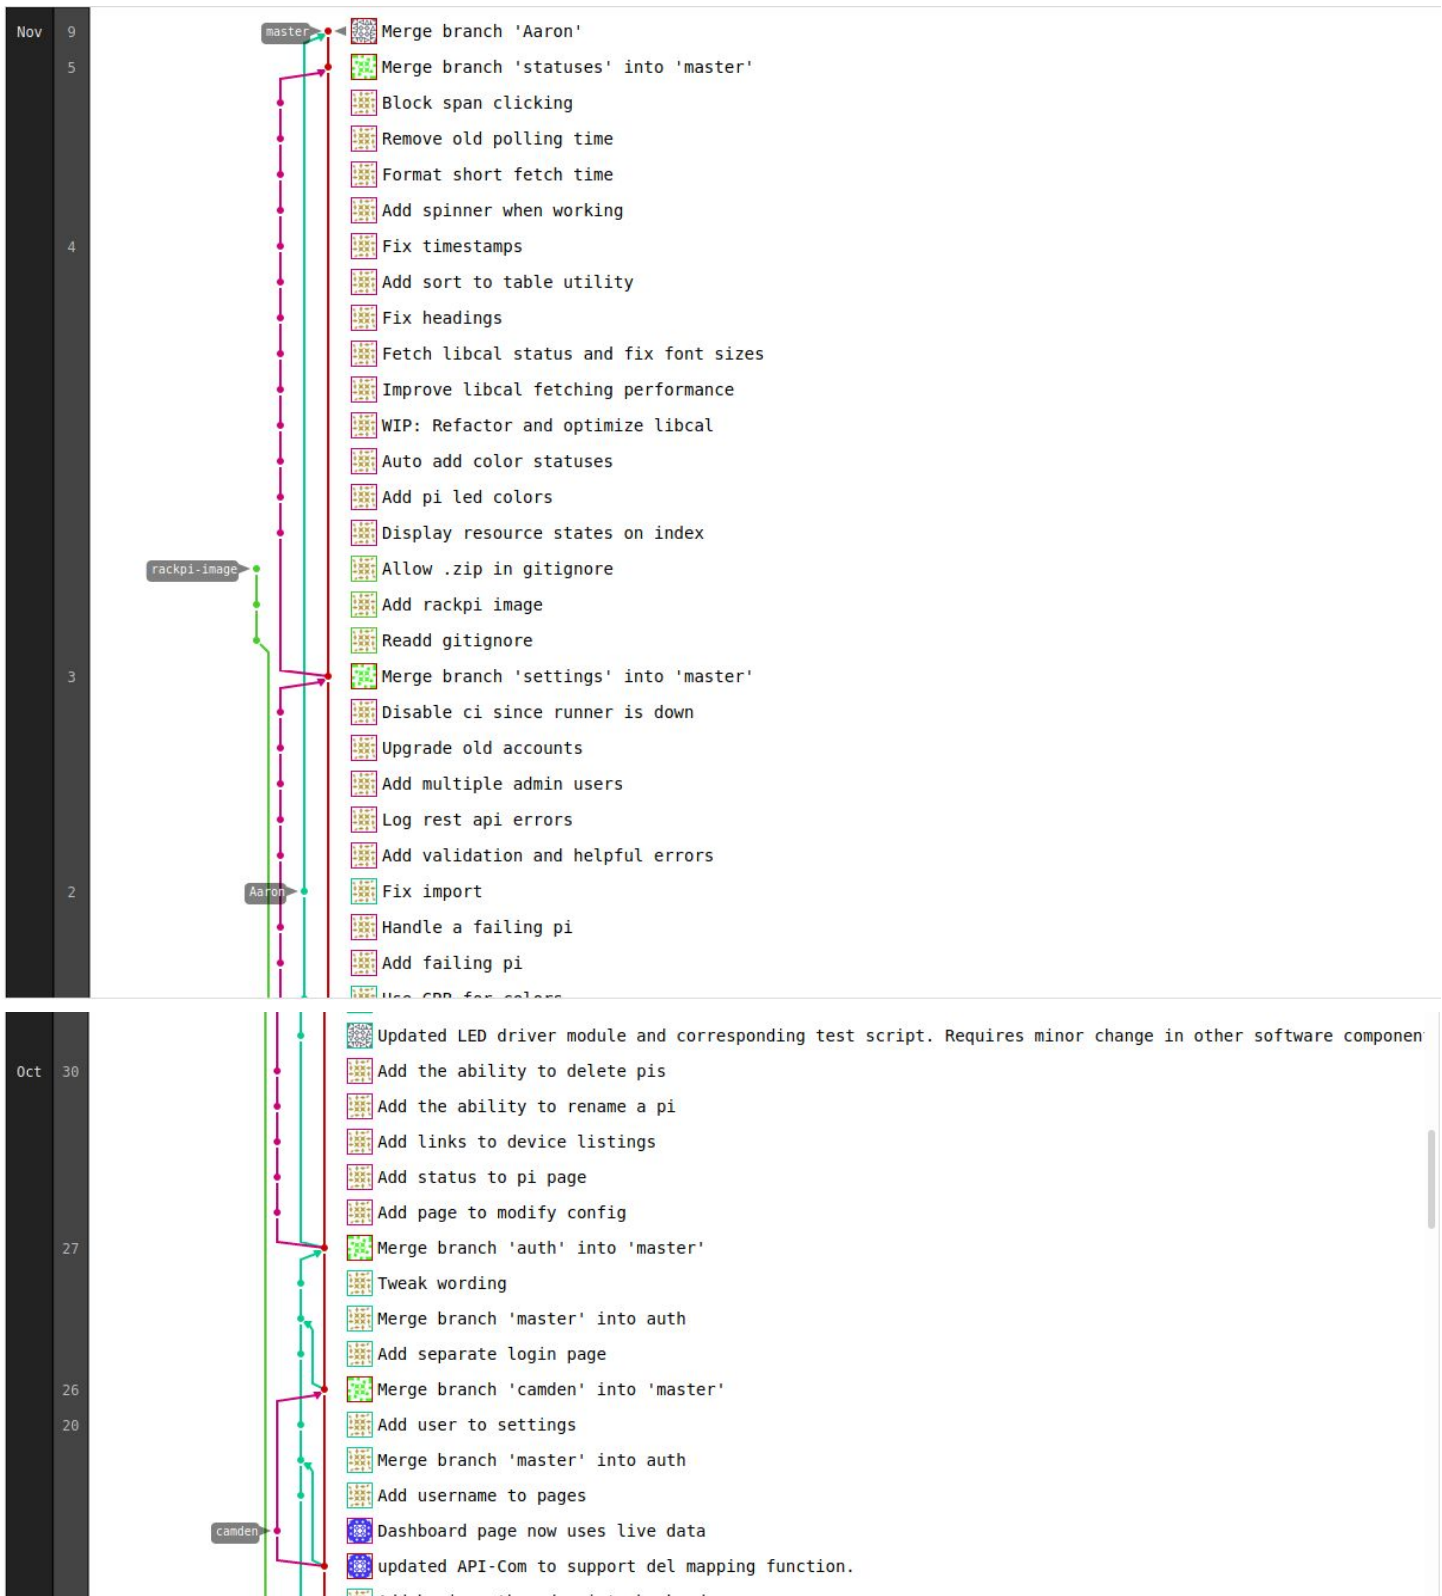 Nov 9 master Merge branch 'Aaron'
5 Merge branch 'statuses' into 'master'
Block span clicking
Remove old polling time
Format short fetch time
Add spinner when working
4 Fix timestamps
Add sort to table utility
Fix headings
Fetch libcal status and fix font sizes
Improve libcal fetching performance
WIP: Refactor and optimize libcal
Auto add color statuses
Add pi led colors
Display resource states on index
rackpi-image Allow .zip in gitignore
Add rackpi image
Readd gitignore
3 Merge branch 'settings' into 'master'
Disable ci since runner is down
Upgrade old accounts
Add multiple admin users
Log rest api errors
Add validation and helpful errors
2 Aaron Fix import
Handle a failing pi
Add failing pi
Updated LED driver module and corresponding test script. Requires minor change in other software componen
Oct 30 Add the ability to delete pis
Add the ability to rename a pi
Add links to device listings
Add status to pi page
Add page to modify config
27 Merge branch 'auth' into 'master'
Tweak wording
Merge branch 'master' into auth
Add separate login page
26 Merge branch 'camden' into 'master'
20 Add user to settings
Merge branch 'master' into auth
Add username to pages
camden Dashboard page now uses live data
updated API-Com to support del mapping function.